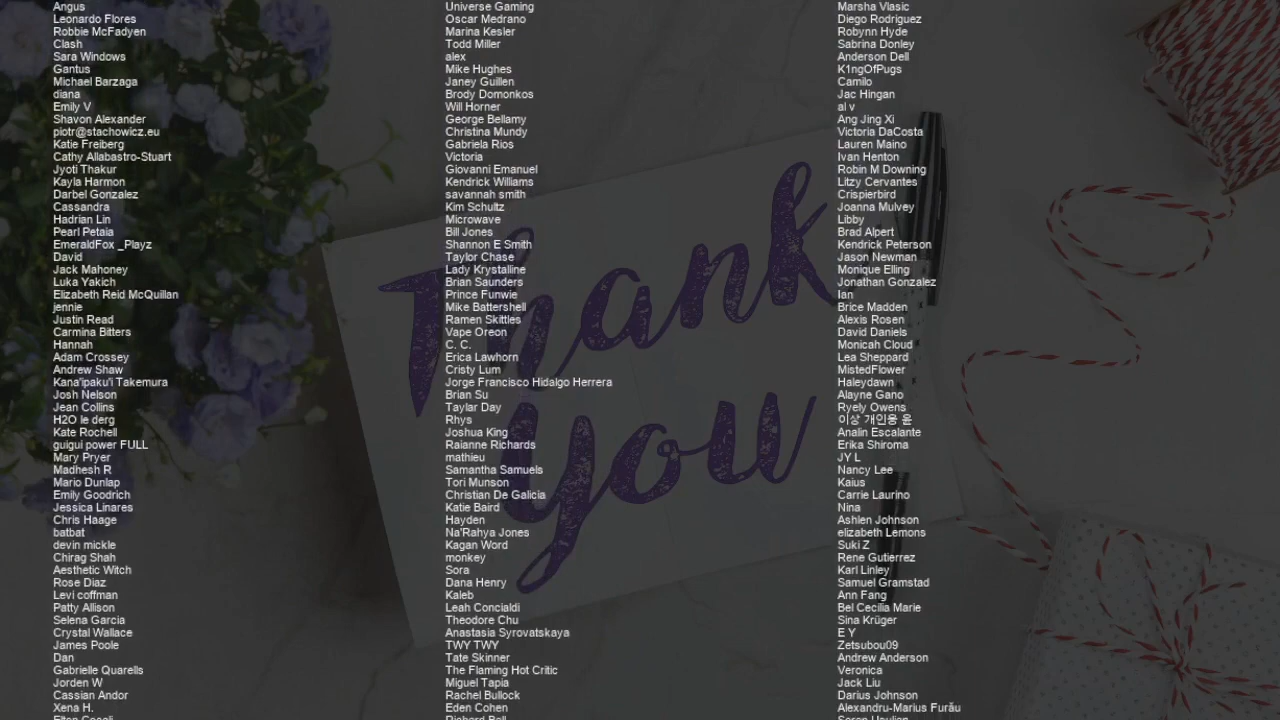 Angus
Leonardo Flores
Robbie McFadyen
Clash
Sara Windows
Gantus
Michael Barzaga
diana
Emily V
Shavon Alexander
piotr@stachowicz.eu
Katie Freiberg
Cathy Allabastro-Stuart
Jyoti Thakur
Kayla Harmon
Darbel Gonzalez
Cassandra
Hadrian Lin
Pearl Petaia
EmeraldFox _Playz
David
Jack Mahoney
Luka Yakich
Elizabeth Reid McQuillan
jennie
Justin Read
Carmina Bitters
Hannah
Adam Crossey
Andrew Shaw
Kana'ipaku'i Takemura
Josh Nelson
Jean Collins
H2O le derg
Kate Rochell
guigui power FULL
Mary Pryer
Madhesh R
Mario Dunlap
Emily Goodrich
Jessica Linares
Chris Haage
batbat
devin mickle
Chirag Shah
Aesthetic Witch
Rose Diaz
Levi coffman
Patty Allison
Selena Garcia
Crystal Wallace
James Poole
Dan
Gabrielle Quarells
Jorden W
Cassian Andor
Xena H.
Universe Gaming
Oscar Medrano
Marina Kesler
Todd Miller
alex
Mike Hughes
Janey Guillen
Brody Domonkos
Will Horner
George Bellamy
Christina Mundy
Gabriela Rios
Victoria
Giovanni Emanuel
Kendrick Williams
savannah smith
Kim Schultz
Microwave
Bill Jones
Shannon E Smith
Taylor Chase
Lady Krystalline
Brian Saunders
Prince Funwie
Mike Battershell
Ramen Skittles
Vape Oreon
C. C.
Erica Lawhorn
Cristy Lum
Jorge Francisco Hidalgo Herrera
Brian Su
Taylar Day
Rhys
Joshua King
Raianne Richards
mathieu
Samantha Samuels
Tori Munson
Christian De Galicia
Katie Baird
Hayden
Na'Rahya Jones
Kagan Word
monkey
Sora
Dana Henry
Kaleb
Leah Concialdi
Theodore Chu
Anastasia Syrovatskaya
TWY TWY
Tate Skinner
The Flaming Hot Critic
Miguel Tapia
Rachel Bullock
Eden Cohen
Marsha Vlasic
Diego Rodriguez
Robynn Hyde
Sabrina Donley
Anderson Dell
K1ngOfPugs
Camilo
Jac Hingan
al v
Ang Jing Xi
Victoria DaCosta
Lauren Maino
Ivan Henton
Robin M Downing
Litzy Cervantes
Crispierbird
Joanna Mulvey
Libby
Brad Alpert
Kendrick Peterson
Jason Newman
Monique Elling
Jonathan Gonzalez
Ian
Brice Madden
Alexis Rosen
David Daniels
Monicah Cloud
Lea Sheppard
MistedFlower
Haleydawn
Alayne Gano
Ryely Owens
이상 개인용 윤
Analin Escalante
Erika Shiroma
JY L
Nancy Lee
Kaius
Carrie Laurino
Nina
Ashlen Johnson
elizabeth Lemons
Suki Z
Rene Gutierrez
Karl Linley
Samuel Gramstad
Ann Fang
Bel Cecilia Marie
Sina Krüger
E Y
Zetsubou09
Andrew Anderson
Veronica
Jack Liu
Darius Johnson
Alexandru-Marius Furău
Thank
you